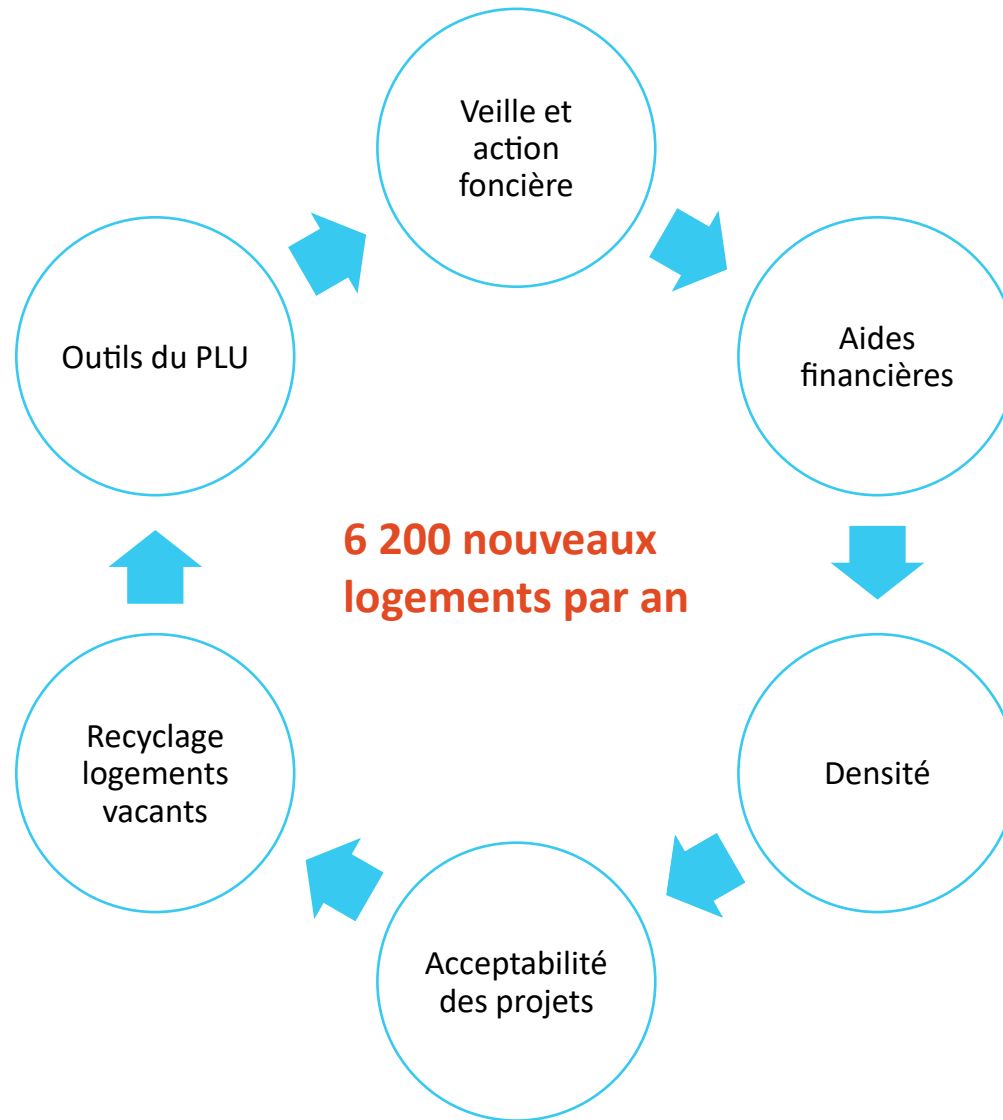 Veille et
action
foncière
Aides
financières
Densité
Acceptabilité
des projets
Recyclage
logements
vacants
Outils du PLU
6 200 nouveaux
logements par an